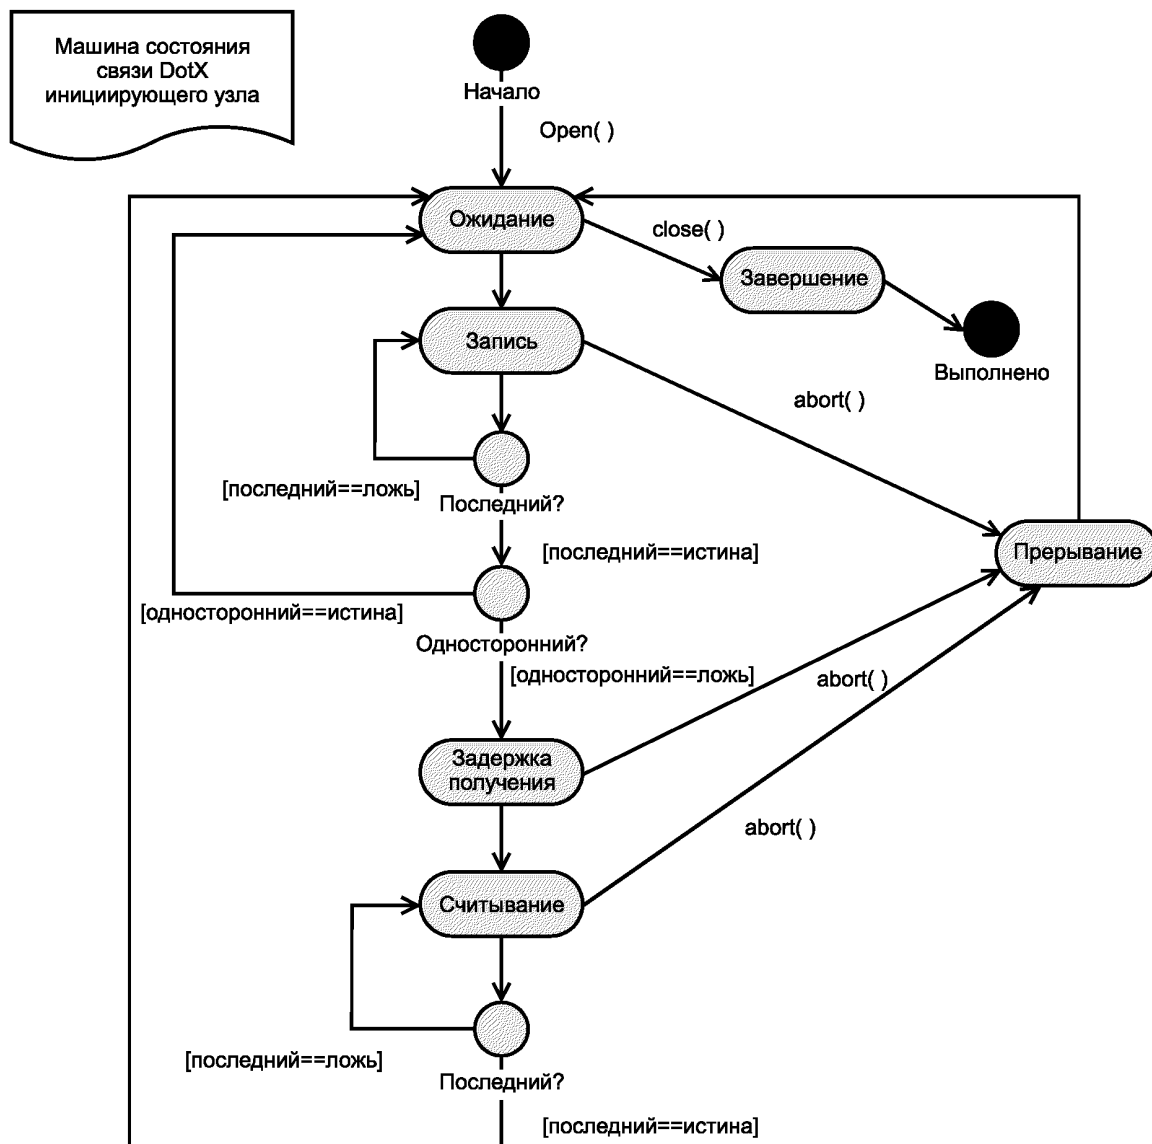 Машина состояния
связи DotX
инициирующего узла
Начало
Open( )
Ожидание
close( )
Завершение
Запись
Выполнено
abort( )
[последний==ложь]
Последний?
[последний==истина]
Прерывание
[односторонний==истина]
Односторонний?
[односторонний==ложь]
abort( )
Задержка
получения
abort( )
Считывание
[последний==ложь]
Последний?
[последний==истина]